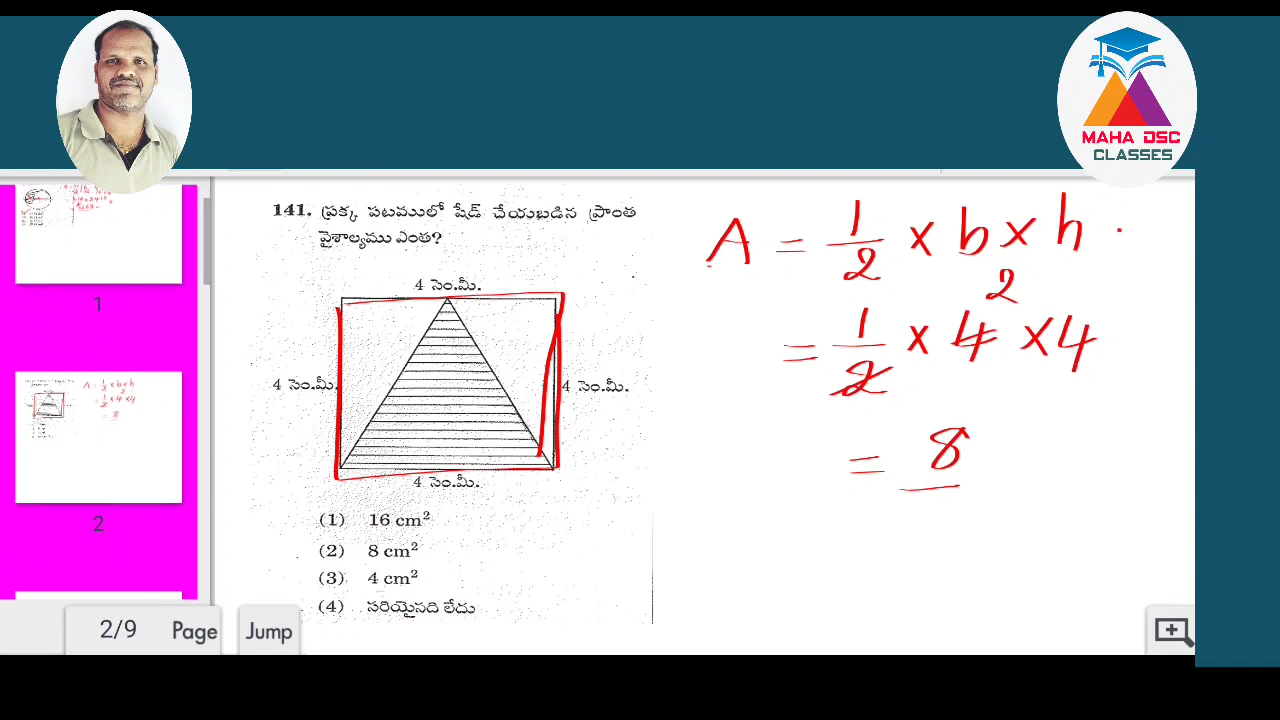 MAHA DSC
CLASSES
141. ప్రక్క పటములో షేడ్ చేయబడిన ప్రాంత
వైశాల్యము ఎంత?
4 సెం.మీ.
4 సెం.మీ.
4 సెం.మీ.
4 సెం.మీ.
(1) 16 cm²
(2) 8 cm²
(3) 4 cm²
(4) సరియైనది లేదు
A = 1/2 × b × h
2
= 1/2 × 4 × 4
= 8
1
2
2/9 Page Jump